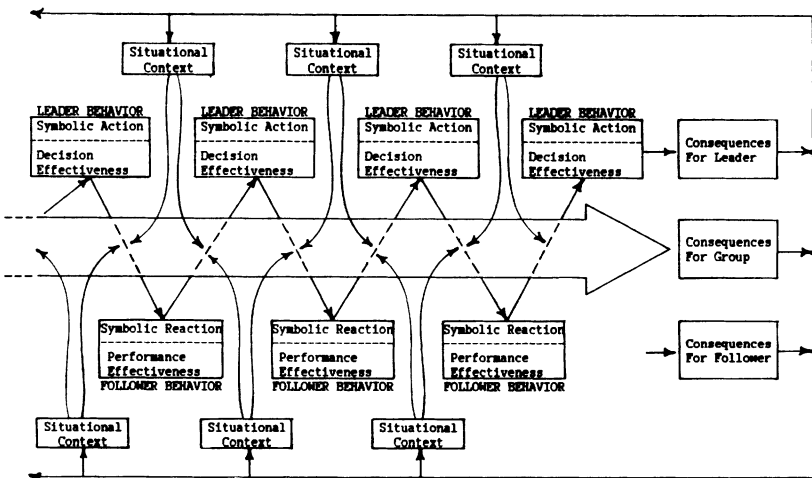 Situational
Context
Situational
Context
Situational
Context
LEADER BEHAVIOR
Symbolic Action
Decision
Effectiveness
LEADER BEHAVIOR
Symbolic Action
Decision
Effectiveness
LEADER BEHAVIOR
Symbolic Action
Decision
Effectiveness
LEADER BEHAVIOR
Symbolic Action
Decision
Effectiveness
Consequences
For Leader
Consequences
For Group
Symbolic Reaction
Performance
Effectiveness
FOLLOWER BEHAVIOR
Symbolic Reaction
Performance
Effectiveness
FOLLOWER BEHAVIOR
Symbolic Reaction
Performance
Effectiveness
FOLLOWER BEHAVIOR
Consequences
For Follower
Situational
Context
Situational
Context
Situational
Context